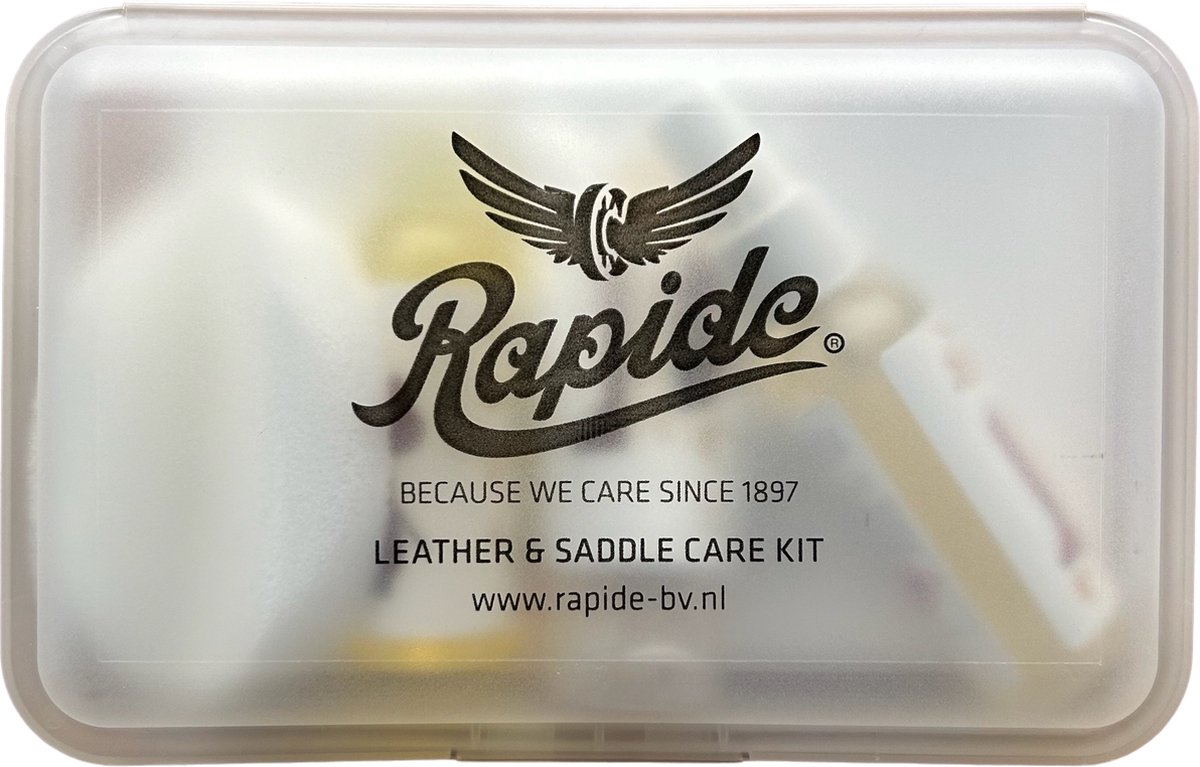 Rapide®
BECAUSE WE CARE SINCE 1897
LEATHER & SADDLE CARE KIT
www.rapide-bv.nl